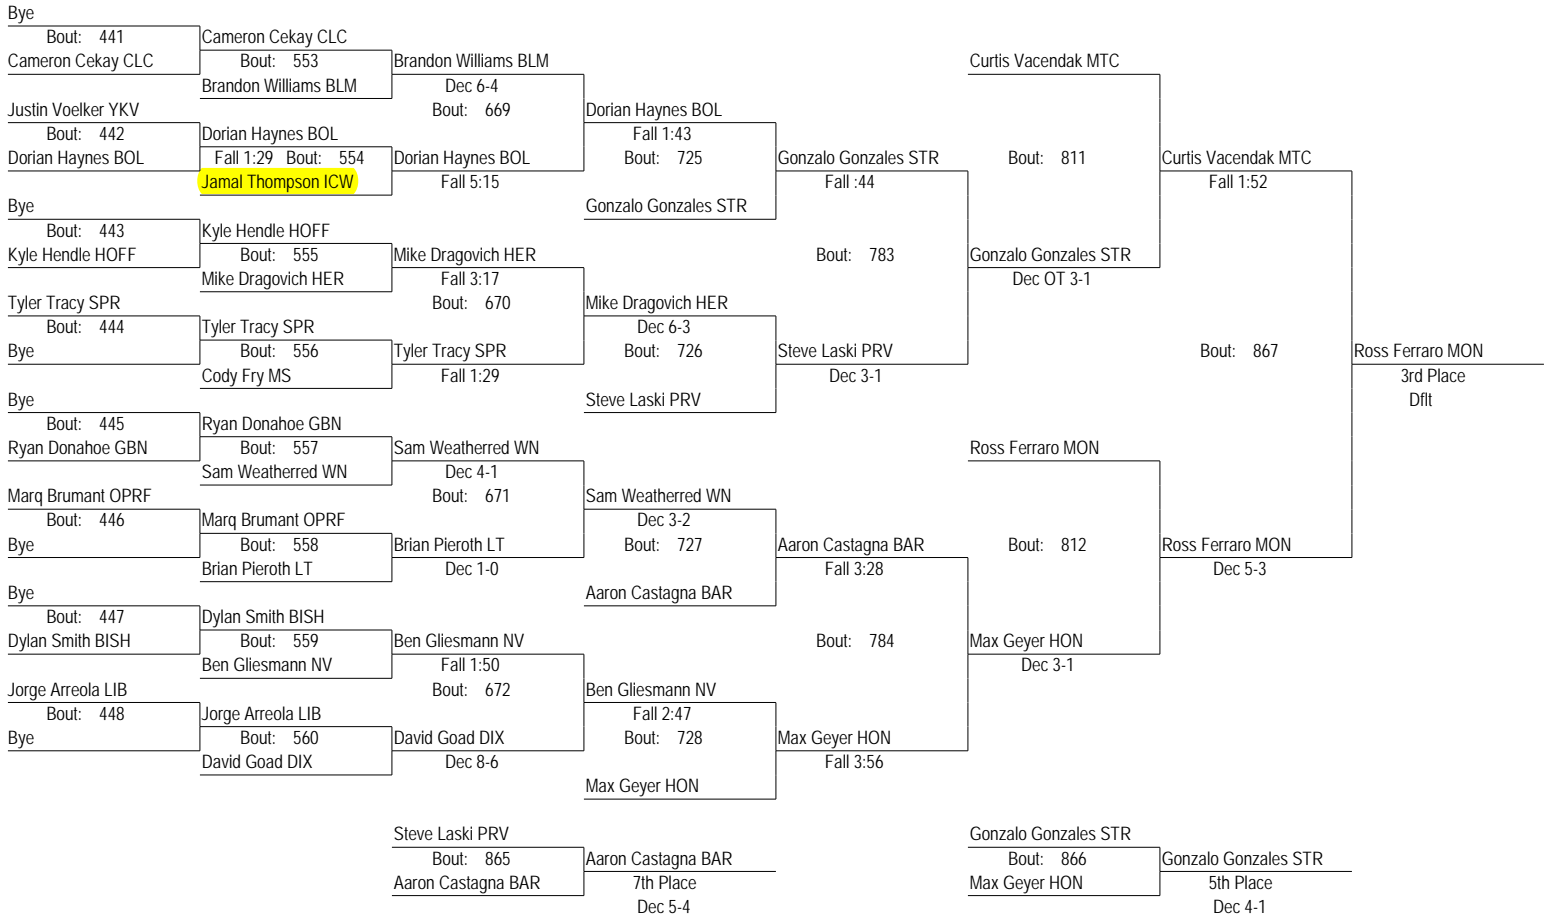 Bye
Bout: 441
Cameron Cekay CLC
Cameron Cekay CLC
Bout: 553
Brandon Williams BLM
Brandon Williams BLM
Dec 6-4
Bout: 669
Justin Voelker YKV
Bout: 442
Dorian Haynes BOL
Dorian Haynes BOL
Fall 1:29 Bout: 554
Jamal Thompson ICW
Dorian Haynes BOL
Fall 5:15
Dorian Haynes BOL
Fall 1:43
Bout: 725
Gonzalo Gonzales STR
Gonzalo Gonzales STR
Fall :44
Bout: 783
Bye
Bout: 443
Kyle Hendle HOFF
Kyle Hendle HOFF
Bout: 555
Mike Dragovich HER
Mike Dragovich HER
Fall 3:17
Bout: 670
Tyler Tracy SPR
Bout: 444
Bye
Tyler Tracy SPR
Bout: 556
Cody Fry MS
Tyler Tracy SPR
Fall 1:29
Mike Dragovich HER
Dec 6-3
Bout: 726
Steve Laski PRV
Steve Laski PRV
Dec 3-1
Curtis Vacendak MTC
Bout: 811
Gonzalo Gonzales STR
Dec OT 3-1
Curtis Vacendak MTC
Fall 1:52
Bout: 867
Ross Ferraro MON
3rd Place
Dflt
Bye
Bout: 445
Ryan Donahoe GBN
Ryan Donahoe GBN
Bout: 557
Sam Weatherred WN
Sam Weatherred WN
Dec 4-1
Bout: 671
Marq Brumant OPRF
Bout: 446
Bye
Marq Brumant OPRF
Bout: 558
Brian Pieroth LT
Brian Pieroth LT
Dec 1-0
Sam Weatherred WN
Dec 3-2
Bout: 727
Aaron Castagna BAR
Aaron Castagna BAR
Fall 3:28
Bout: 784
Bye
Bout: 447
Dylan Smith BISH
Dylan Smith BISH
Bout: 559
Ben Gliesmann NV
Ben Gliesmann NV
Fall 1:50
Bout: 672
Jorge Arreola LIB
Bout: 448
Bye
Jorge Arreola LIB
Bout: 560
David Goad DIX
David Goad DIX
Dec 8-6
Ben Gliesmann NV
Fall 2:47
Bout: 728
Max Geyer HON
Max Geyer HON
Fall 3:56
Ross Ferraro MON
Bout: 812
Max Geyer HON
Dec 3-1
Ross Ferraro MON
Dec 5-3
Steve Laski PRV
Bout: 865
Aaron Castagna BAR
Aaron Castagna BAR
7th Place
Dec 5-4
Gonzalo Gonzales STR
Bout: 866
Max Geyer HON
Gonzalo Gonzales STR
5th Place
Dec 4-1